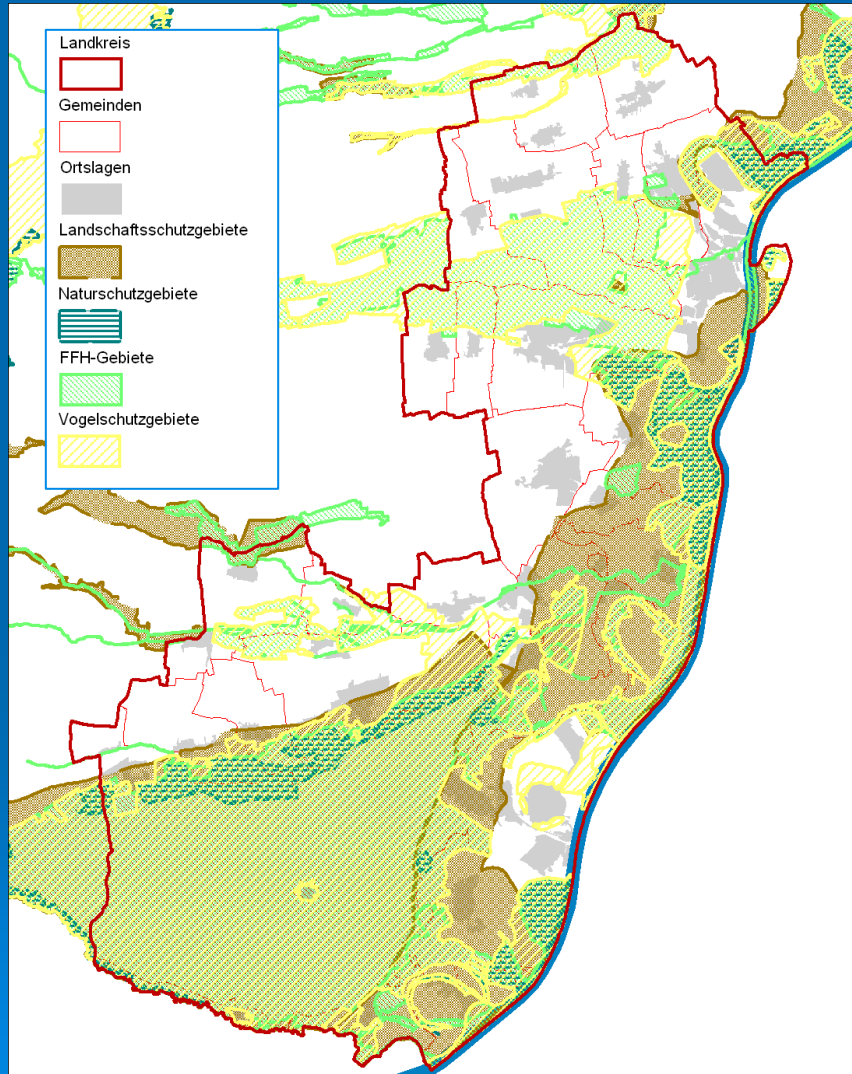 Landkreis
Gemeinden
Ortslagen
Landschaftsschutzgebiete
Naturschutzgebiete
FFH-Gebiete
Vogelschutzgebiete